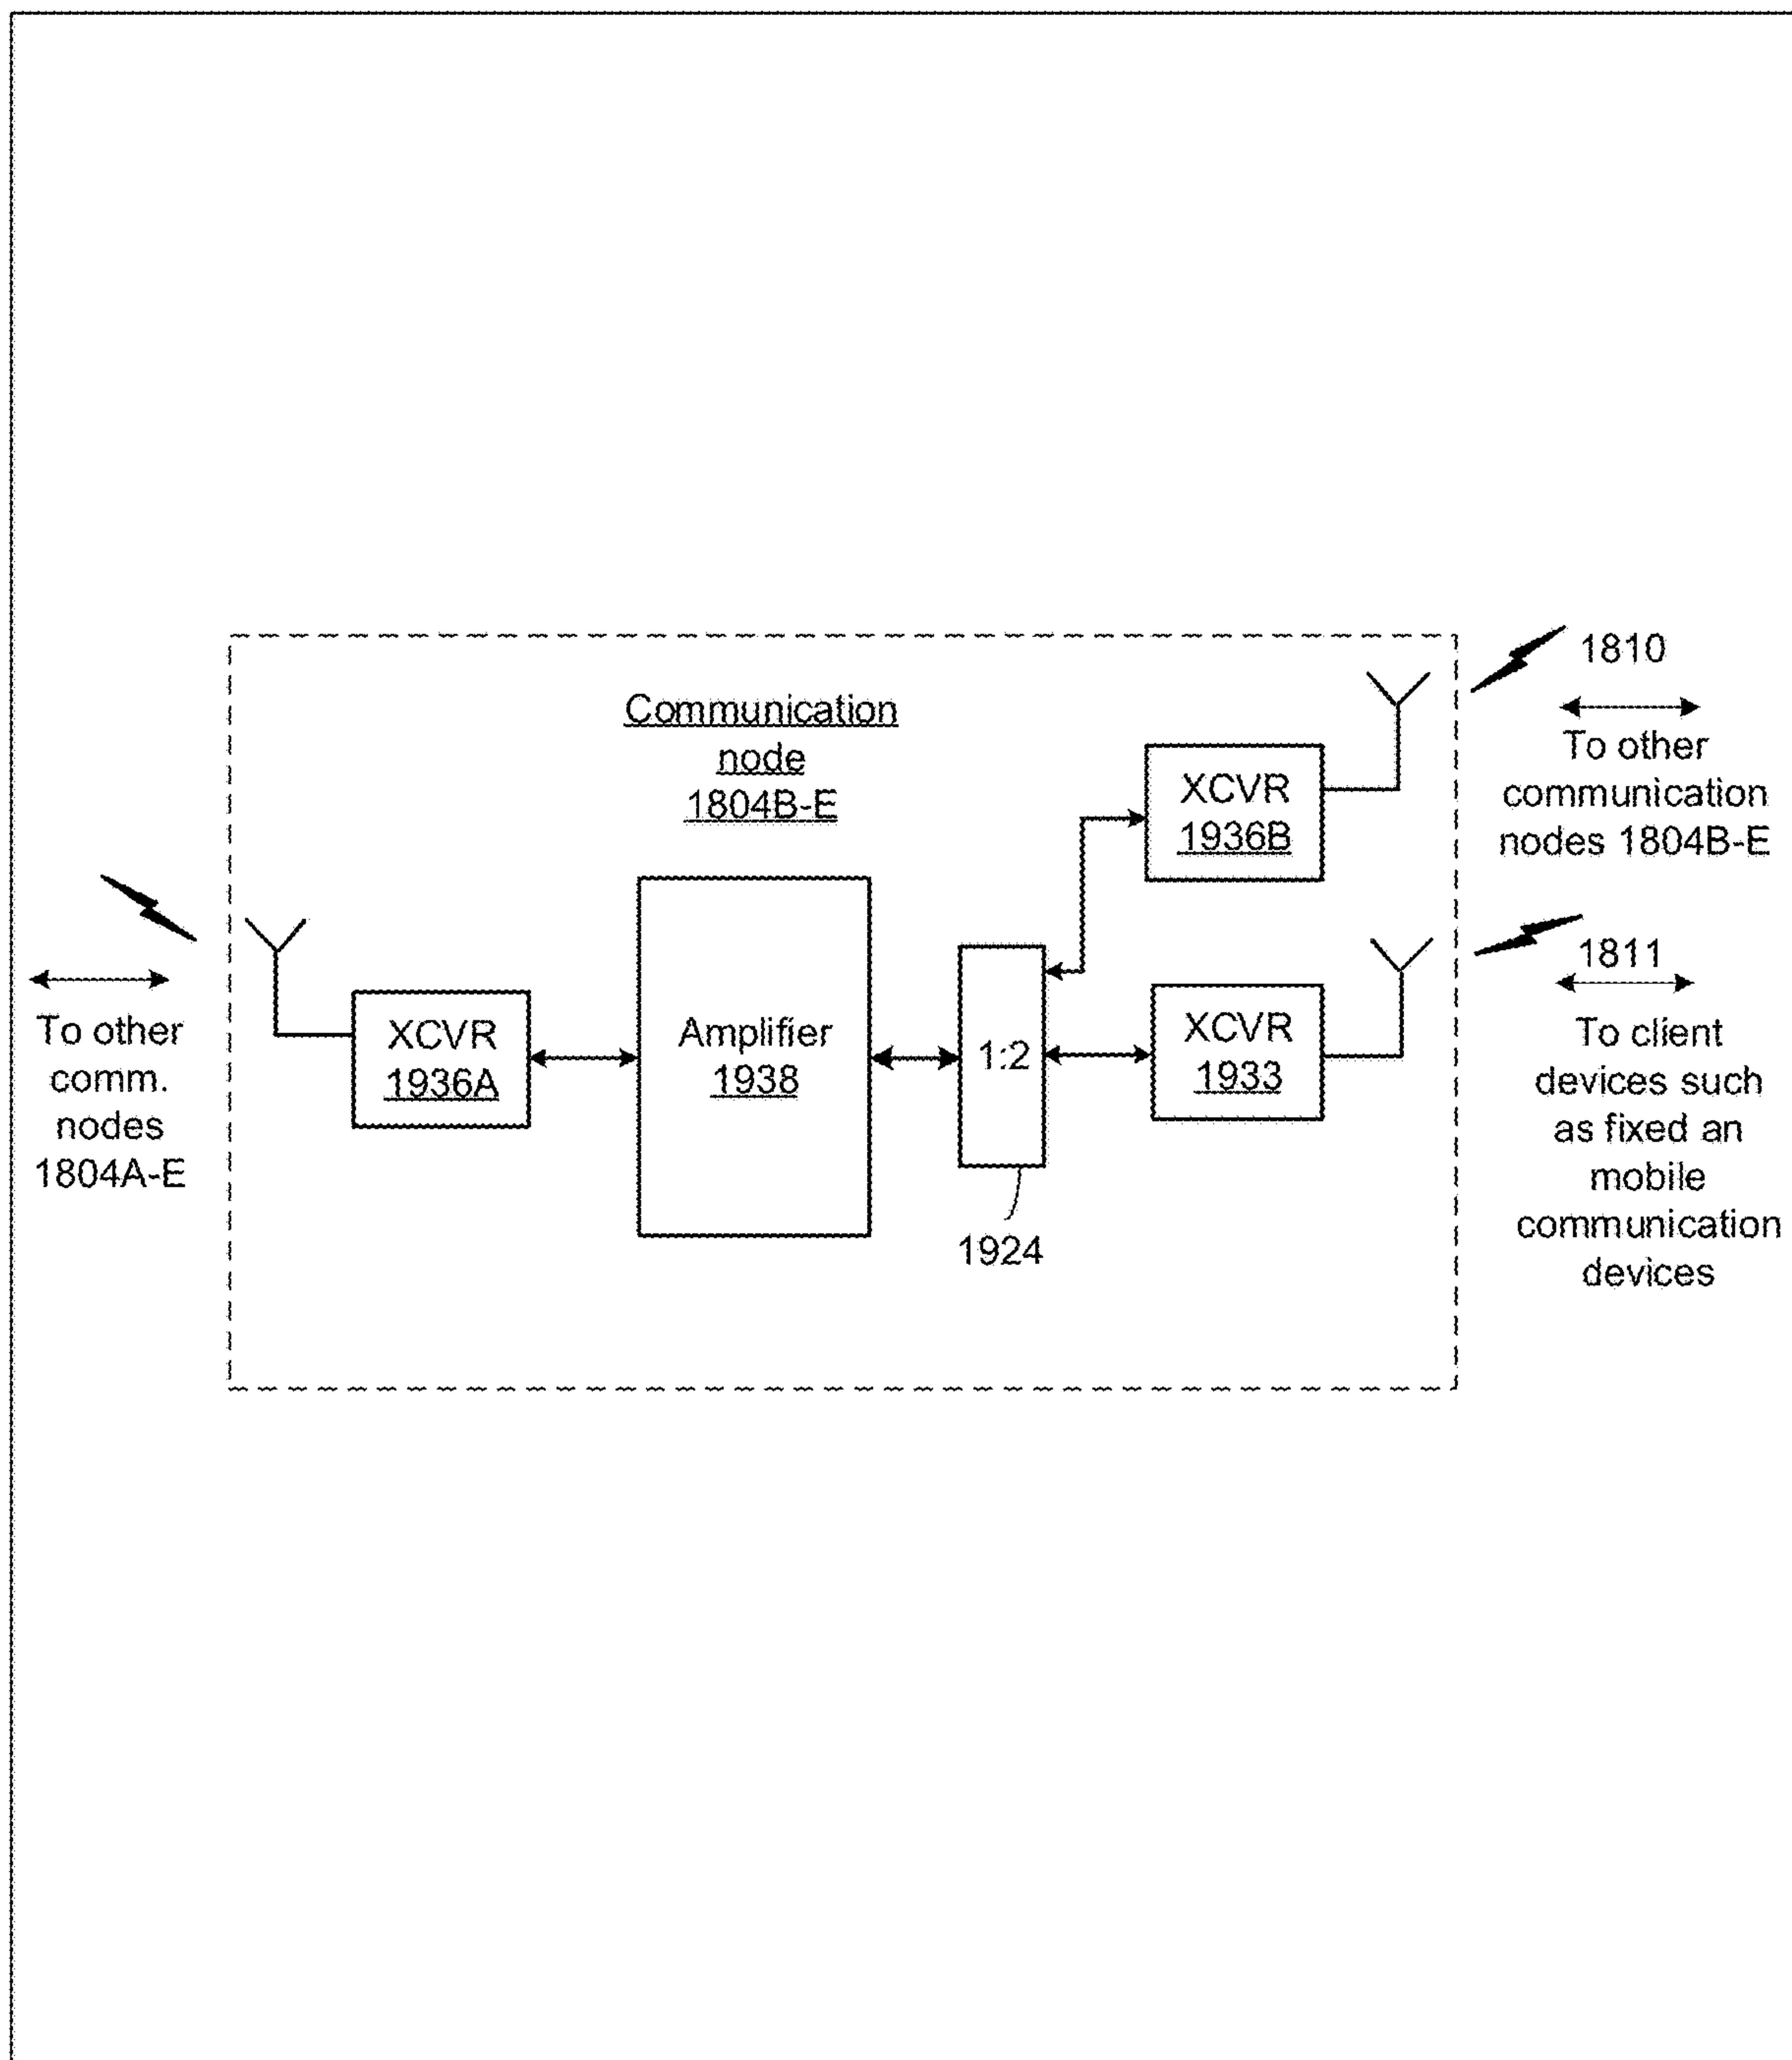 Communication
node
1804B-E
1810
To other
communication
nodes 1804B-E
XCVR
1936B
1811
To client
devices such
as fixed an
mobile
communication
devices
To other
comm.
nodes
1804A-E
XCVR
1936A
Amplifier
1938
1:2
XCVR
1933
1924